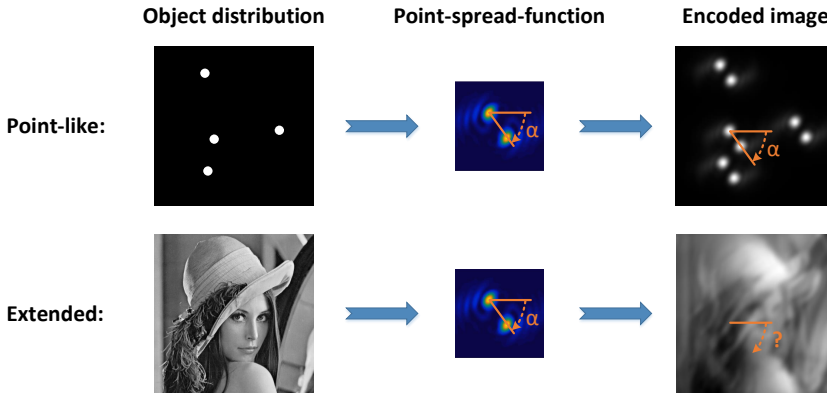 Object distribution Point-spread-function Encoded image
Point-like:
α
α
Extended:
α
?